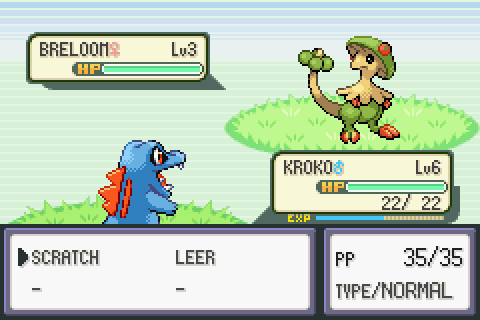 BRELOOM♀ Lv3
HP
KROKO♂ Lv6
HP
22/ 22
EXP
▶SCRATCH LEER
- -
PP 35/35
TYPE/NORMAL